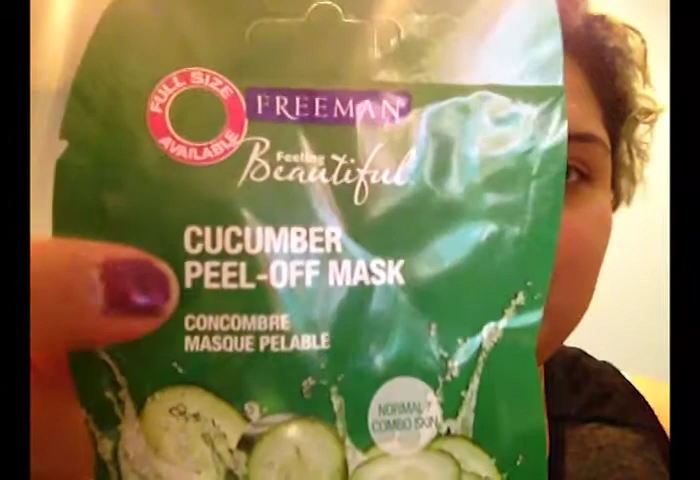 FULL SIZE
AVAILABLE
FREEMAN
Feeling
Beautiful
CUCUMBER
PEEL-OFF MASK
CONCOMBRE
MASQUE PELABLE
NORMAL /
COMBO SKIN